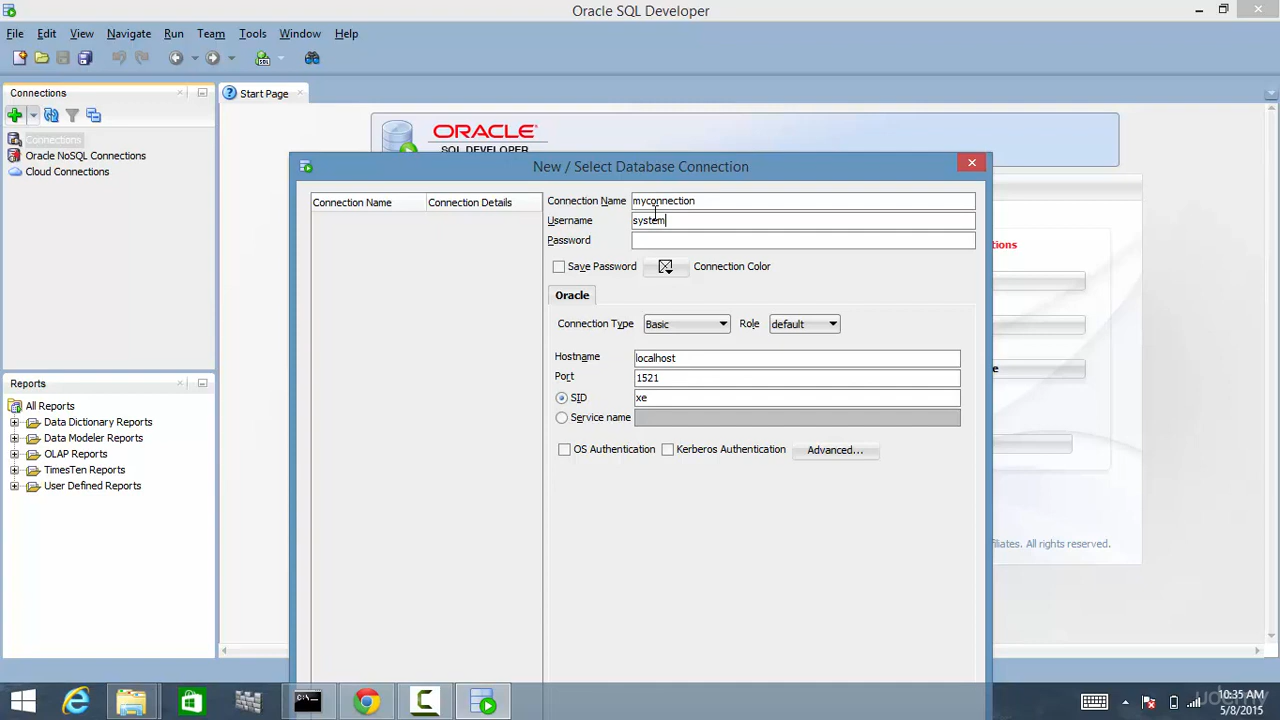 Oracle SQL Developer
File Edit View Navigate Run Team Tools Window Help
Connections
Start Page
Connections
Oracle NoSQL Connections
Cloud Connections
ORACLE
SQL DEVELOPER
New / Select Database Connection
Connection Name Connection Details
Connection Name myconnection
Username system
Password
Save Password Connection Color
Oracle
Connection Type Basic Role default
Hostname localhost
Port 1521
SID xe
Service name
OS Authentication Kerberos Authentication Advanced...
Reports
All Reports
Data Dictionary Reports
Data Modeler Reports
OLAP Reports
TimesTen Reports
User Defined Reports
tions
e
iliates. All rights reserved.
C:\.
10:35 AM
5/8/2015
udemy